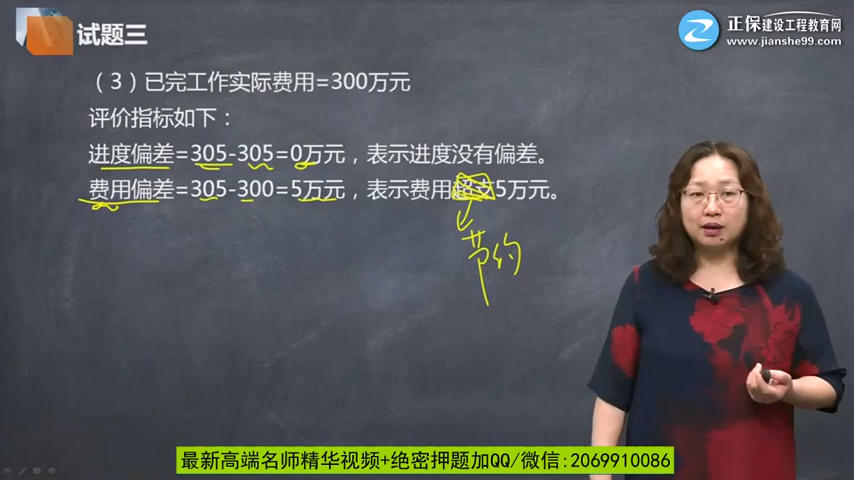 试题三
正保建设工程教育网
www.jianshe99.com
（3）已完工作实际费用=300万元
评价指标如下：
进度偏差=305-305=0万元，表示进度没有偏差。
费用偏差=305-300=5万元，表示费用超支5万元。
节约
最新高端名师精华视频+绝密押题加QQ/微信:2069910086